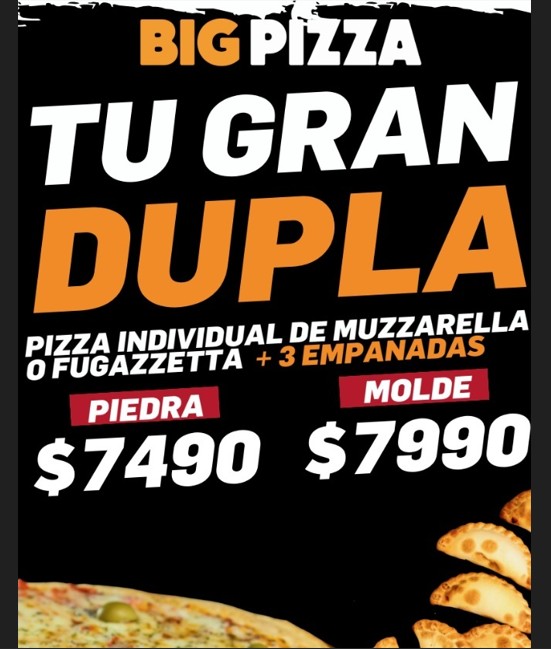 BIG PIZZA
TU GRAN
DUPLA
PIZZA INDIVIDUAL DE MUZZARELLA
O FUGAZZETTA + 3 EMPANADAS
PIEDRA
$7490
MOLDE
$7990